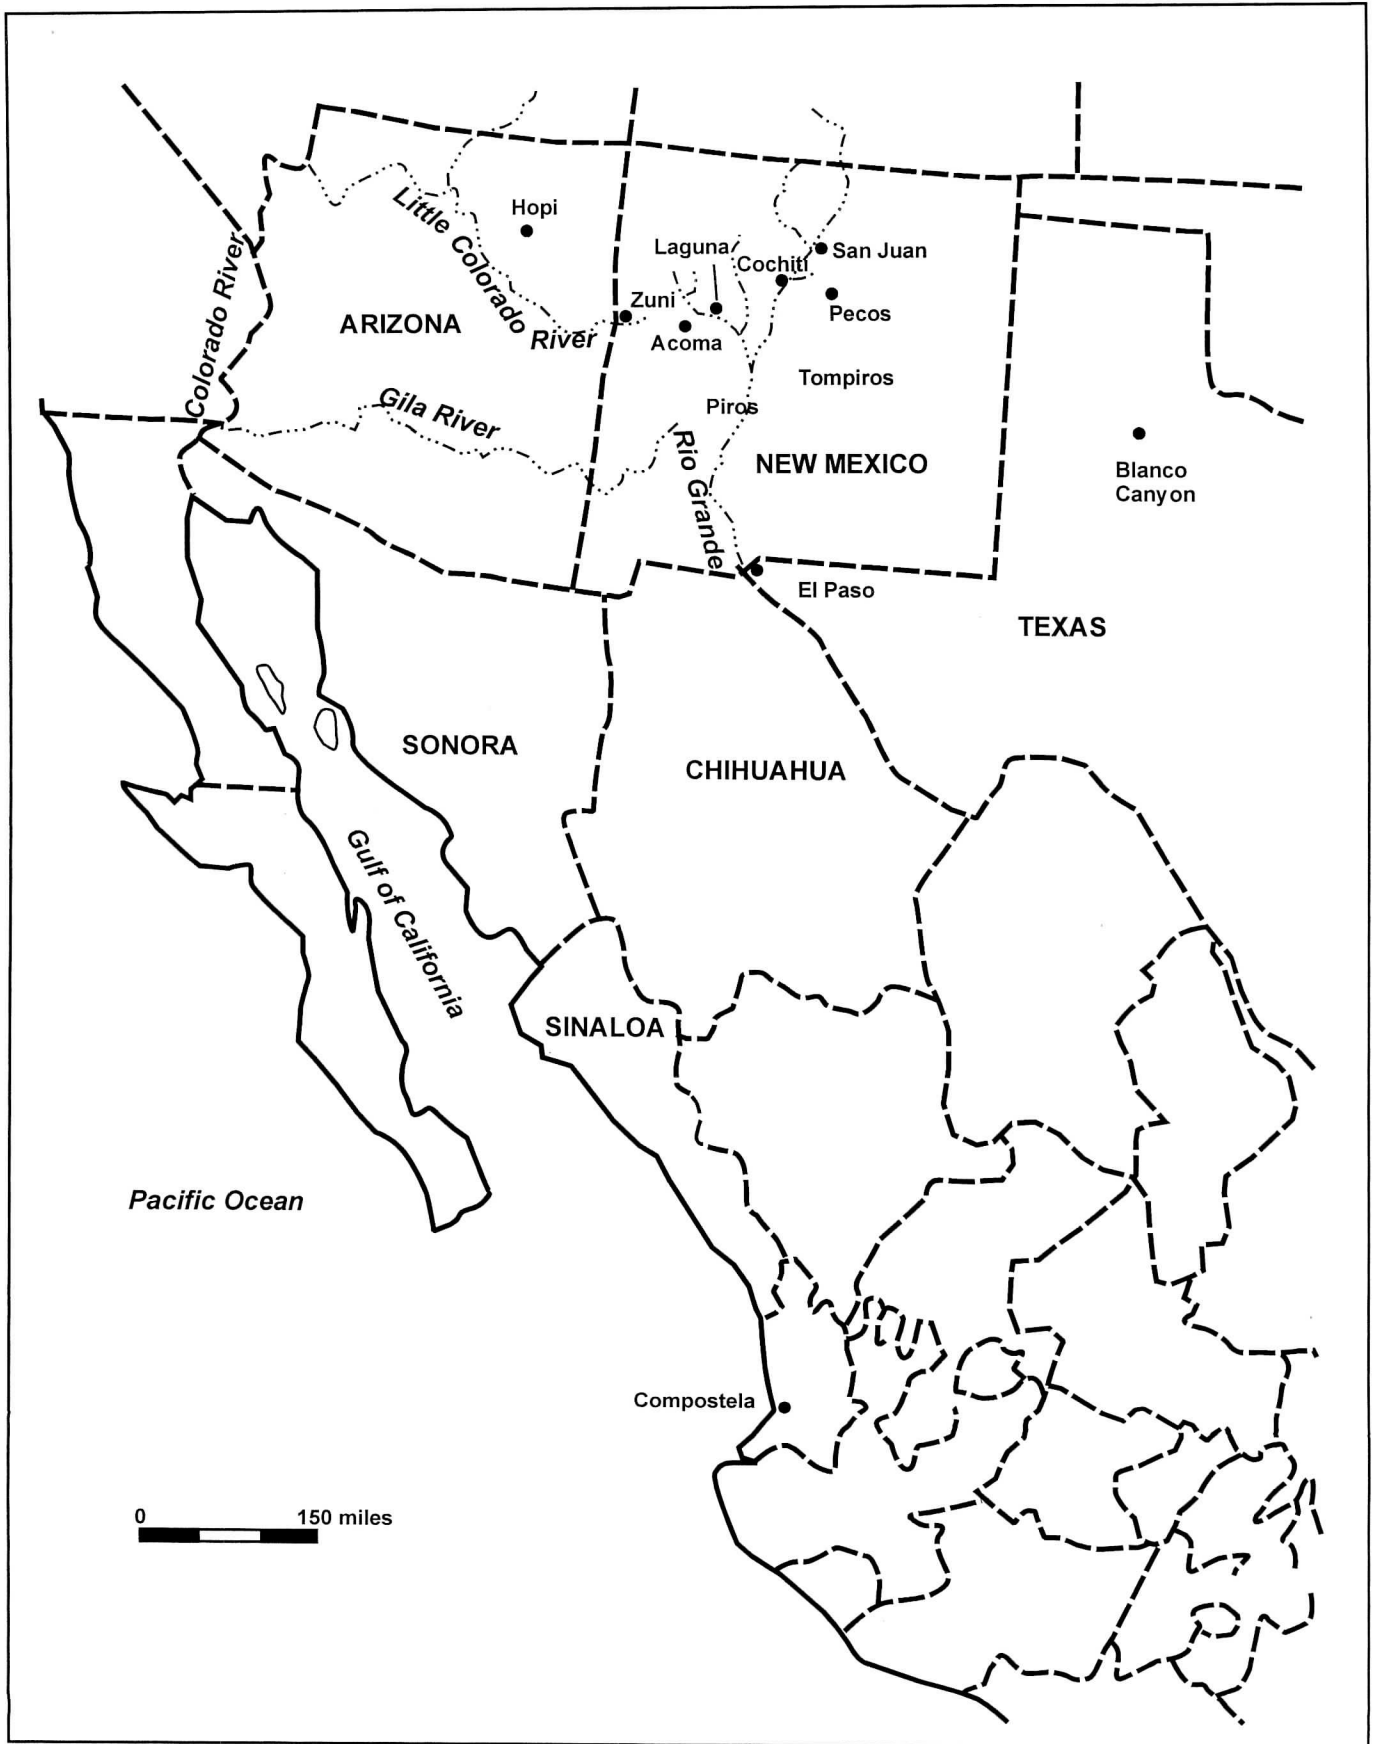 Hopi
Little Colorado
River
Laguna
Cochiti
San Juan
Colorado River
Zuni
Pecos
ARIZONA
Acoma
Tompiros
Gila River
Piros
Rio Grande
NEW MEXICO
Blanco
Canyon
El Paso
TEXAS
SONORA
CHIHUAHUA
Gulf of California
SINALOA
Pacific Ocean
Compostela
0 150 miles